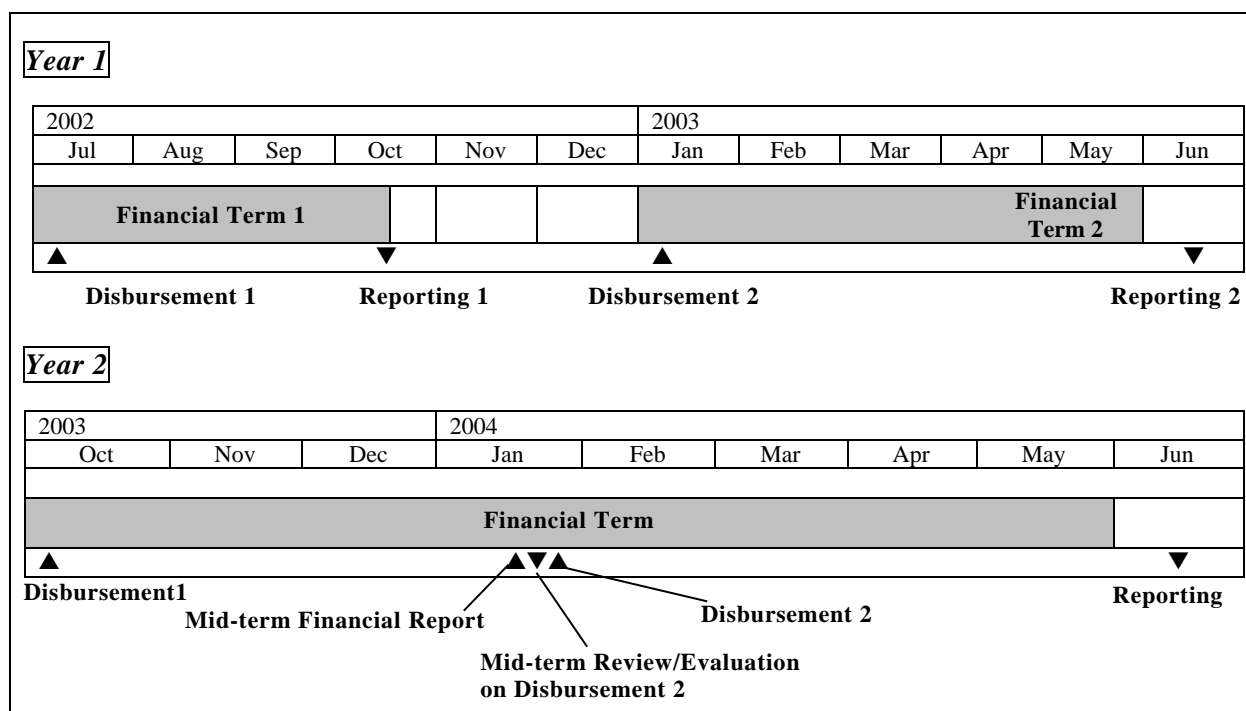 Year 1
2002 2003
Jul Aug Sep Oct Nov Dec Jan Feb Mar Apr May Jun
Financial Term 1
Financial
Term 2
Disbursement 1 Reporting 1 Disbursement 2 Reporting 2
Year 2
2003 2004
Oct Nov Dec Jan Feb Mar Apr May Jun
Financial Term
Disbursement1
Mid-term Financial Report
Disbursement 2
Reporting
Mid-term Review/Evaluation
on Disbursement 2